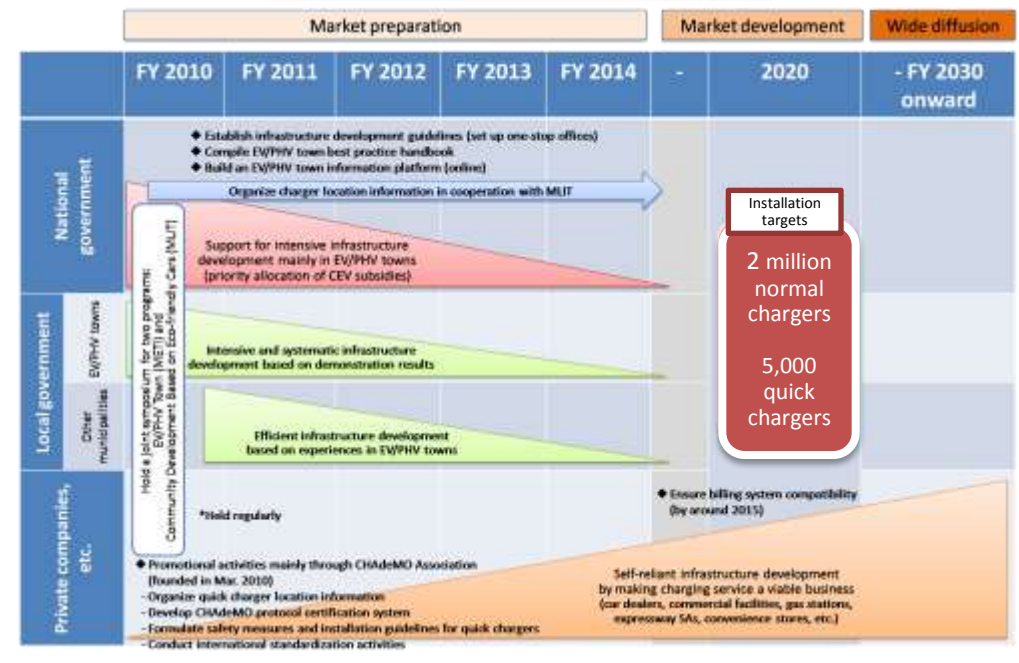 Market preparation
Market development
Wide diffusion
FY 2010
FY 2011
FY 2012
FY 2013
FY 2014
-
2020
- FY 2030
onward
National
government
◆ Establish infrastructure development guidelines (set up one-stop offices)
◆ Compile EV/PHV town best practice handbook
◆ Build an EV/PHV town information platform (online)
Organize charger location information in cooperation with MLIT
Support for intensive infrastructure
development mainly in EV/PHV towns
(priority allocation of CEV subsidies)
Hold a joint symposium for two programs:
EV/PHV Town (METI) and
Community Development Based on Eco-friendly Cars (MLIT)
Installation
targets
2 million
normal
chargers
5,000
quick
chargers
Local government
EV/PHV towns
Intensive and systematic infrastructure
development based on demonstration results
Other
municipalities
Efficient infrastructure development
based on experiences in EV/PHV towns
Private companies,
etc.
*Held regularly
◆ Ensure billing system compatibility
(by around 2015)
◆ Promotional activities mainly through CHAdeMO Association
(founded in Mar. 2010)
- Organize quick charger location information
- Develop CHAdeMO protocol certification system
- Formulate safety measures and installation guidelines for quick chargers
- Conduct international standardization activities
Self-reliant infrastructure development
by making charging service a viable business
(car dealers, commercial facilities, gas stations,
expressway SAs, convenience stores, etc.)